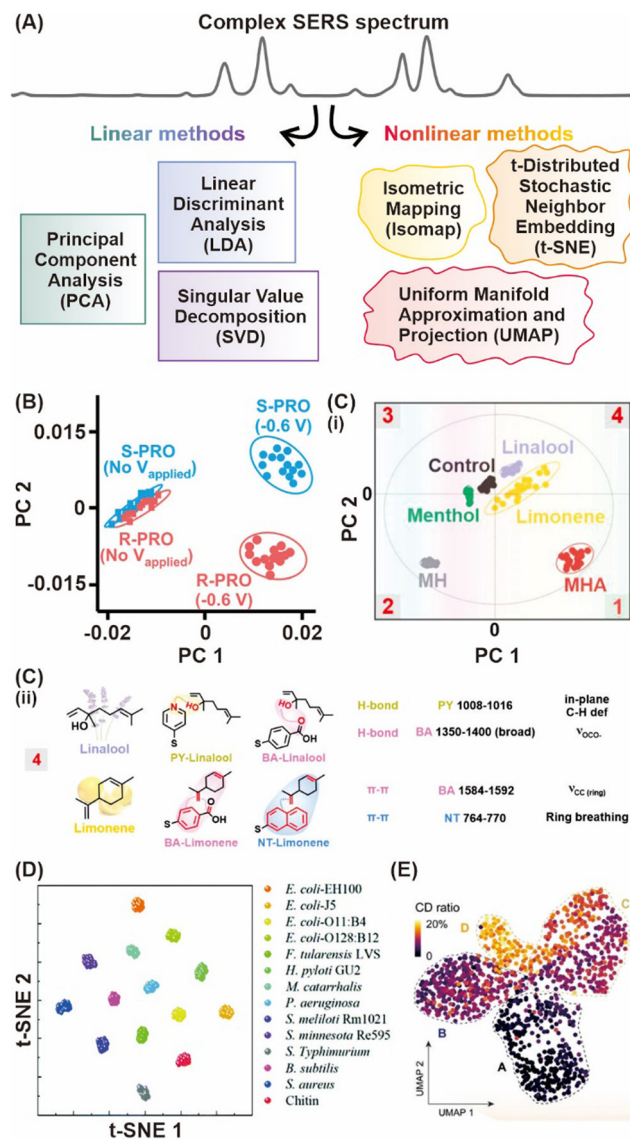 (A)
Complex SERS spectrum
Linear methods
Nonlinear methods
Principal
Component
Analysis
(PCA)
Linear
Discriminant
Analysis
(LDA)
Singular Value
Decomposition
(SVD)
Isometric
Mapping
(Isomap)
t-Distributed
Stochastic
Neighbor
Embedding
(t-SNE)
Uniform Manifold
Approximation and
Projection (UMAP)
(B)
0.015
0
-0.015
PC 2
S-PRO
(No Vapplied)
R-PRO
(No Vapplied)
S-PRO
(-0.6 V)
R-PRO
(-0.6 V)
-0.02
0
0.02
PC 1
(C)
(i)
3
4
2
1
PC 2
0
Control
Linalool
Menthol
Limonene
MH
MHA
0
PC 1
(C)
(ii)
4
HO
Linalool
N
HO
S
PY-Linalool
HO
O
OH
S
BA-Linalool
H-bond PY 1008-1016 in-plane
C-H def
H-bond BA 1350-1400 (broad) νOCO-
Limonene
O
OH
S
BA-Limonene
S
NT-Limonene
π-π BA 1584-1592 νCC (ring)
π-π NT 764-770 Ring breathing
(D)
t-SNE 2
t-SNE 1
E. coli-EH100
E. coli-J5
E. coli-O11:B4
E. coli-O128:B12
F. tularensis LVS
H. pyloti GU2
M. catarrhalis
P. aeruginosa
S. meliloti Rm1021
S. minnesota Re595
S. Typhimurium
B. subtilis
S. aureus
Chitin
(E)
CD ratio
20%
0
D
C
B
A
UMAP 2
UMAP 1